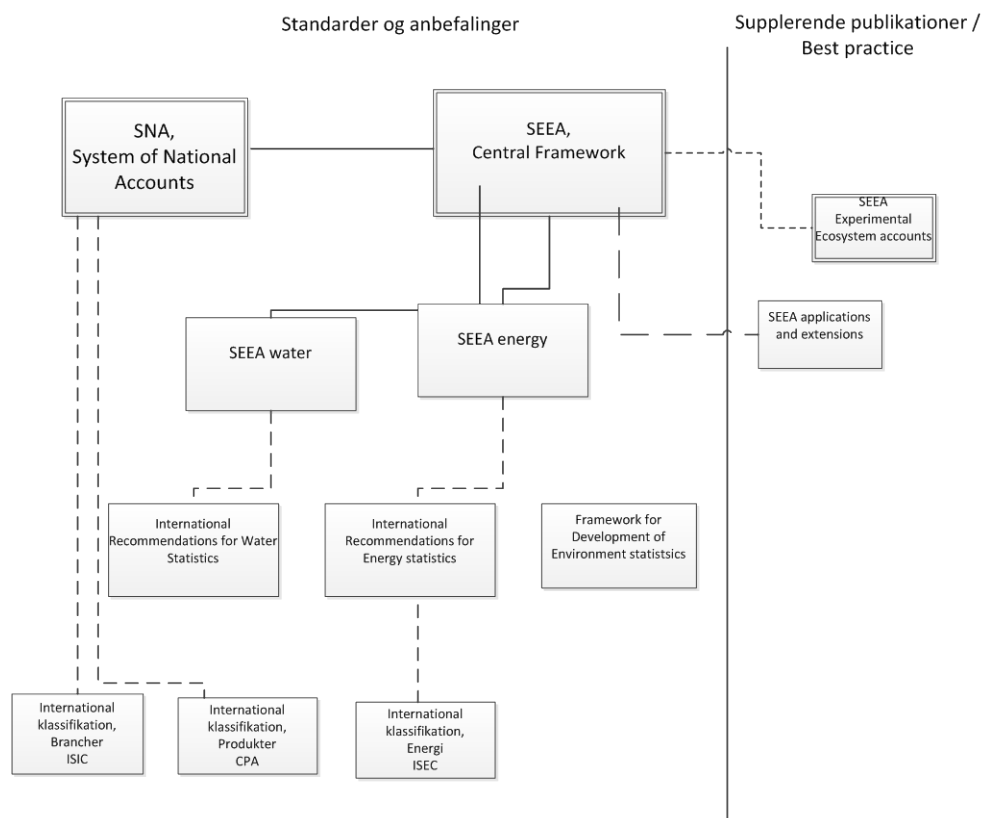 Standarder og anbefalinger
Supplerende publikationer /
Best practice
SNA,
System of National
Accounts
SEEA,
Central Framework
SEEA
Experimental
Ecosystem accounts
SEEA applications
and extensions
SEEA water
SEEA energy
International
Recommendations for Water
Statistics
International
Recommendations for
Energy statistics
Framework for
Development of
Environment statistsics
International
klassifikation,
Brancher
ISIC
International
klassifikation,
Produkter
CPA
International
klassifikation,
Energi
ISEC